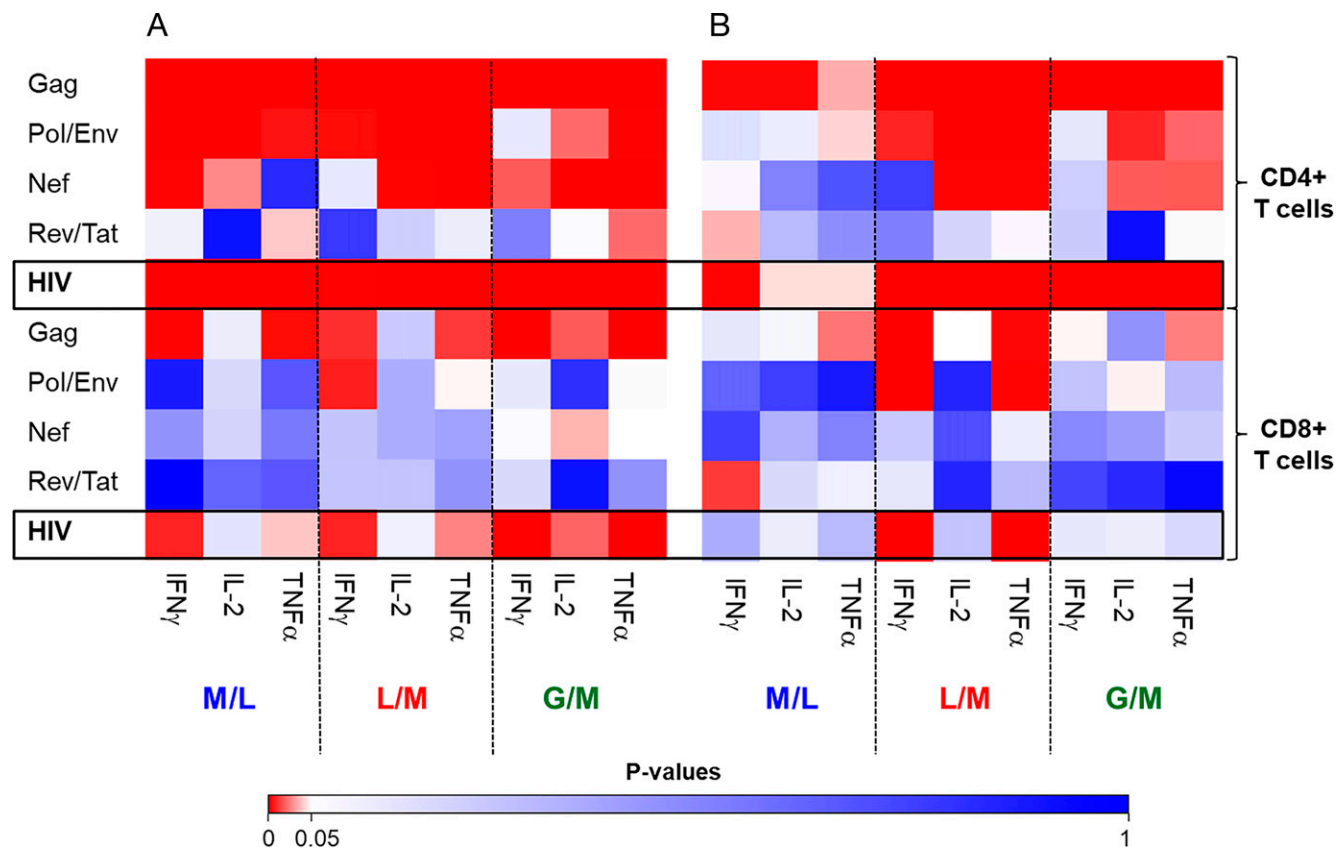 A B
Gag
Pol/Env
Nef
Rev/Tat
HIV
CD4+
T cells
Gag
Pol/Env
Nef
Rev/Tat
HIV
CD8+
T cells
IFNγ IL-2 TNFα IFNγ IL-2 TNFα IFNγ IL-2 TNFα IFNγ IL-2 TNFα IFNγ IL-2 TNFα IFNγ IL-2 TNFα
M/L L/M G/M M/L L/M G/M
P-values
0 0.05 1